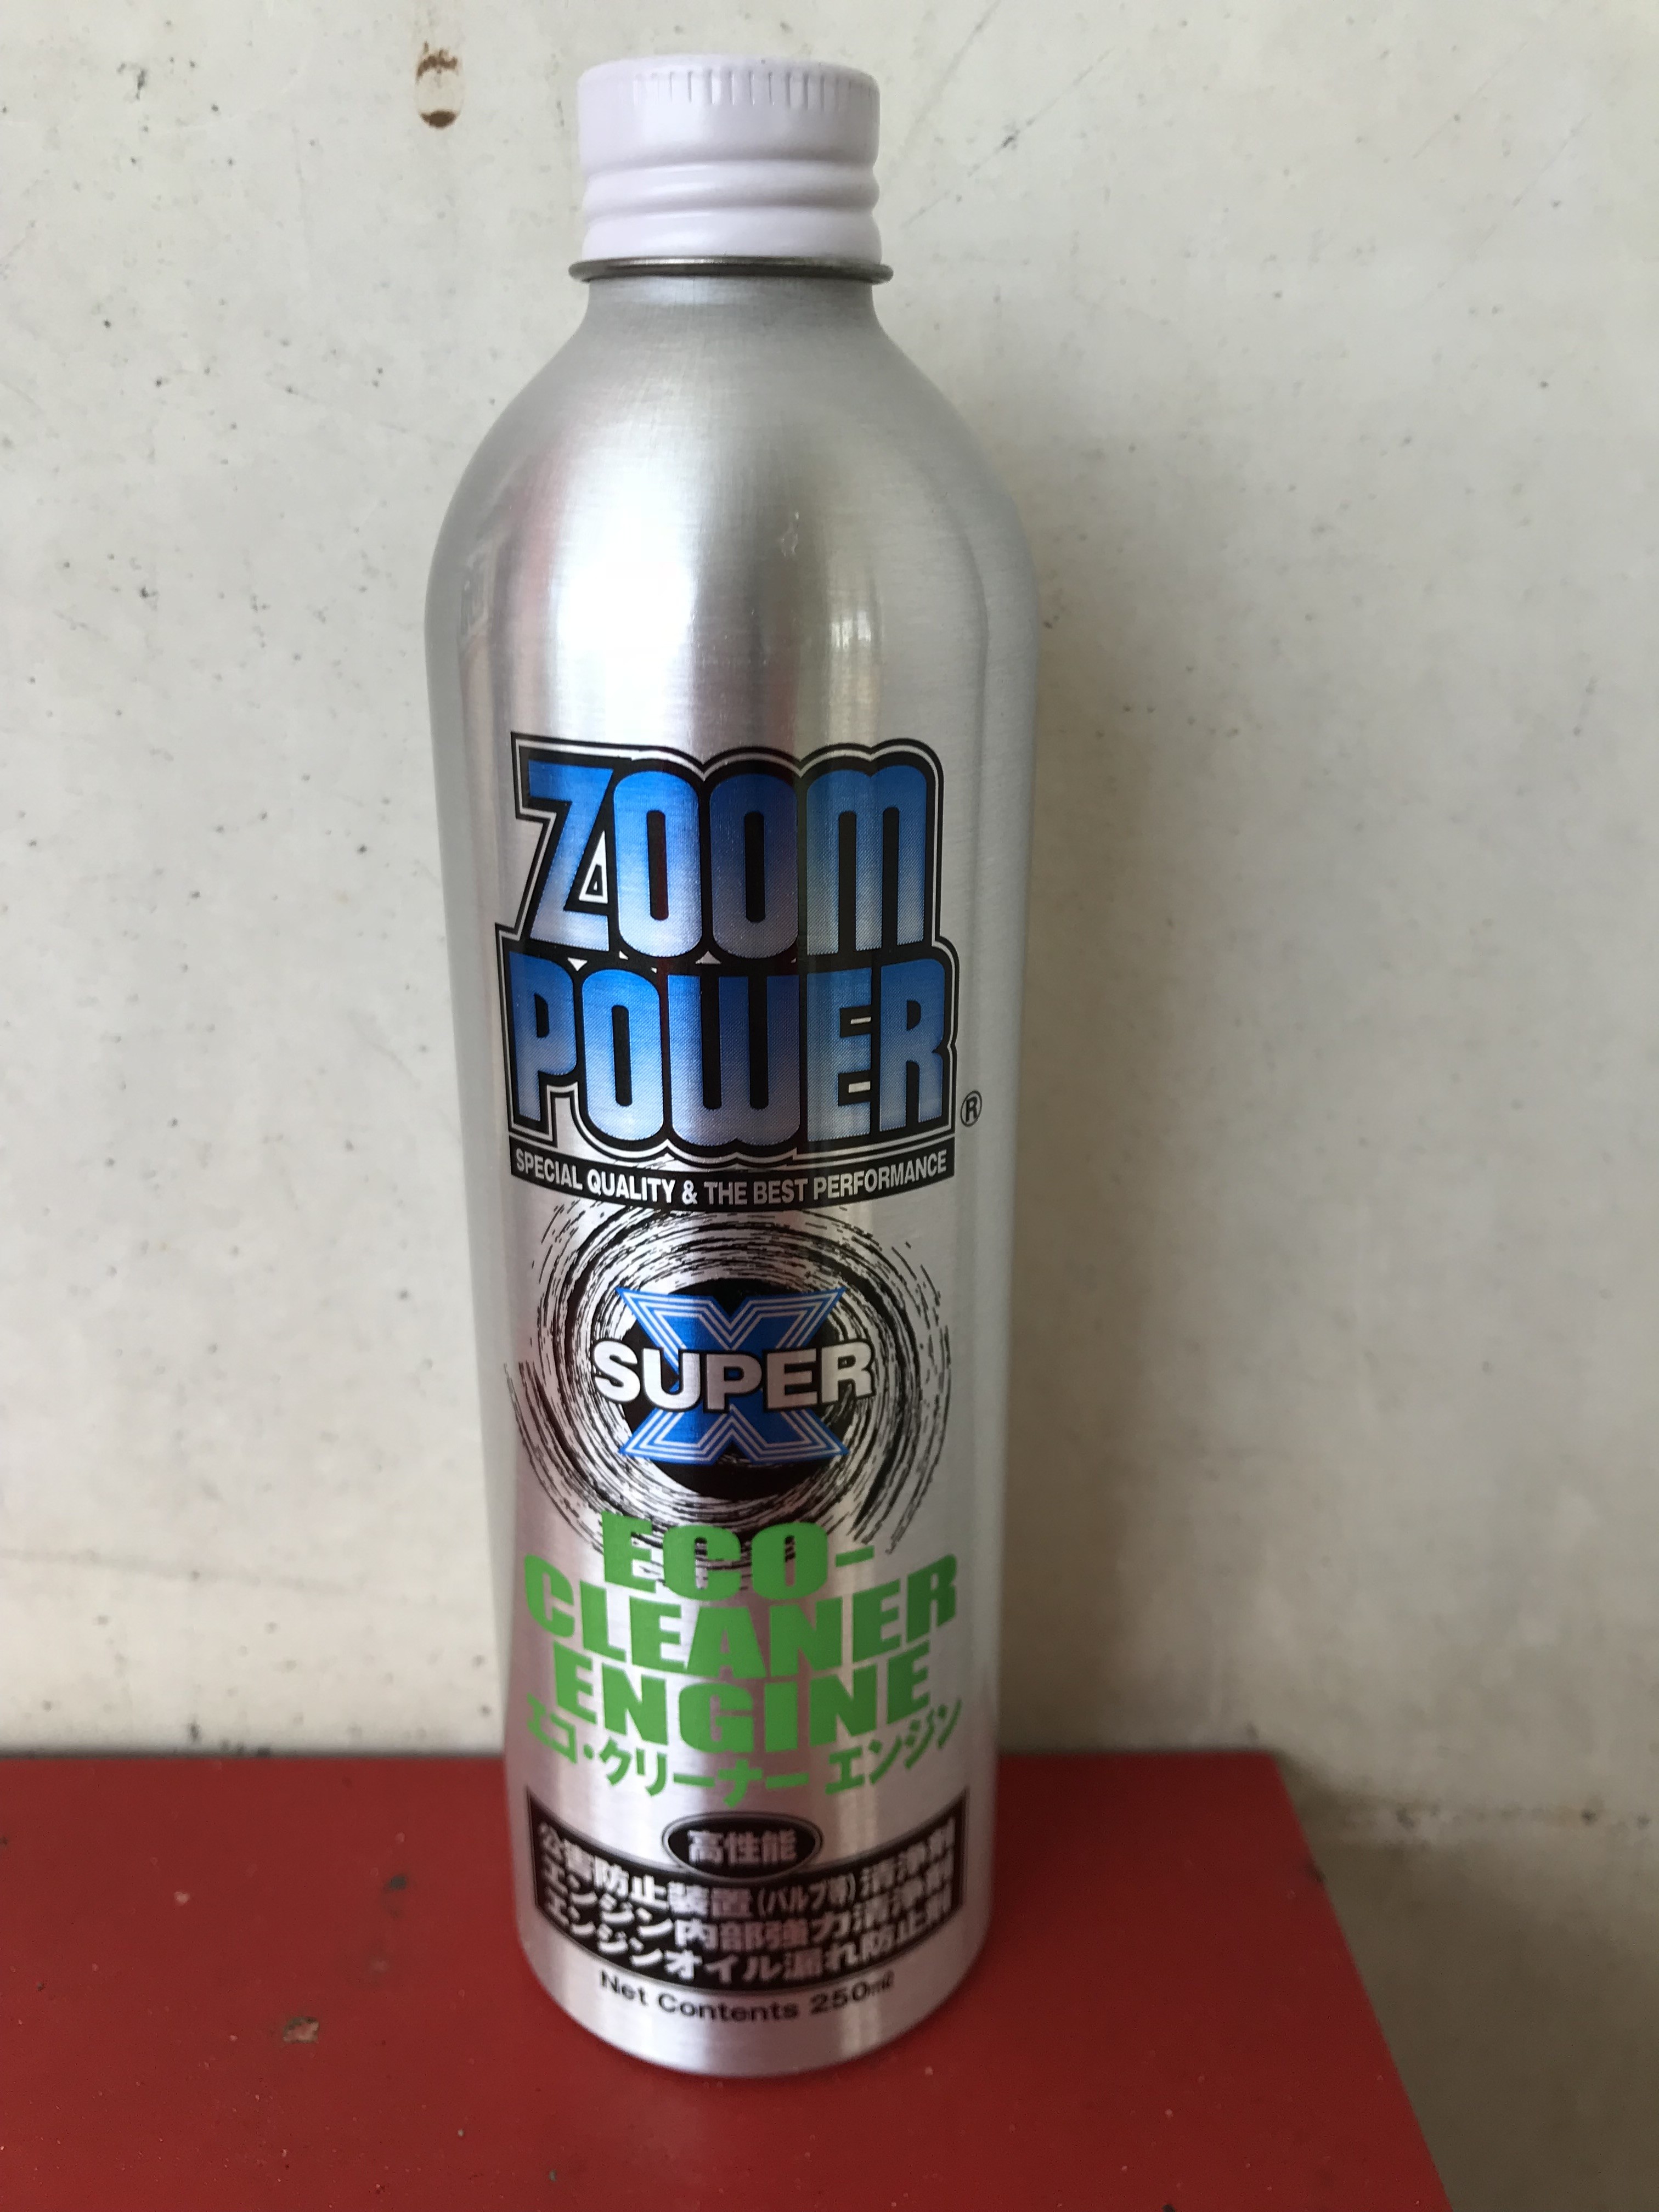 ZOOM
POWER
®
SPECIAL QUALITY & THE BEST PERFORMANCE
X
SUPER
ECO-
CLEANER
ENGINE
エコ・クリーナー エンジン
高性能
公害防止装置(バルブ等)清浄剤
エンジン内部強力清浄剤
エンジンオイル漏れ防止剤
Net Contents 250mℓ